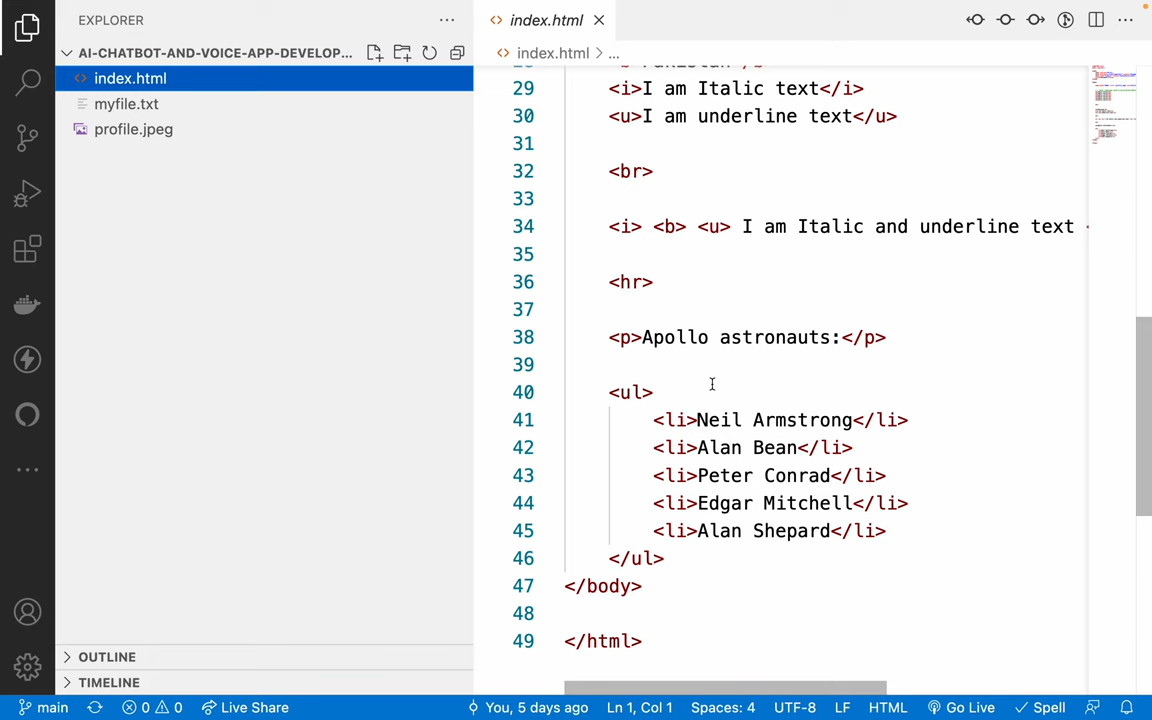 EXPLORER
index.html
AI-CHATBOT-AND-VOICE-APP-DEVELOP...
index.html
myfile.txt
profile.jpeg
OUTLINE
TIMELINE
index.html > ...
29 <i>I am Italic text</i>
30 <u>I am underline text</u>
31
32 <br>
33
34 <i> <b> <u> I am Italic and underline text
35
36 <hr>
37
38 <p>Apollo astronauts:</p>
39
40 <ul>
41 <li>Neil Armstrong</li>
42 <li>Alan Bean</li>
43 <li>Peter Conrad</li>
44 <li>Edgar Mitchell</li>
45 <li>Alan Shepard</li>
46 </ul>
47 </body>
48
49 </html>
main 0 0 Live Share You, 5 days ago Ln 1, Col 1 Spaces: 4 UTF-8 LF HTML Go Live Spell